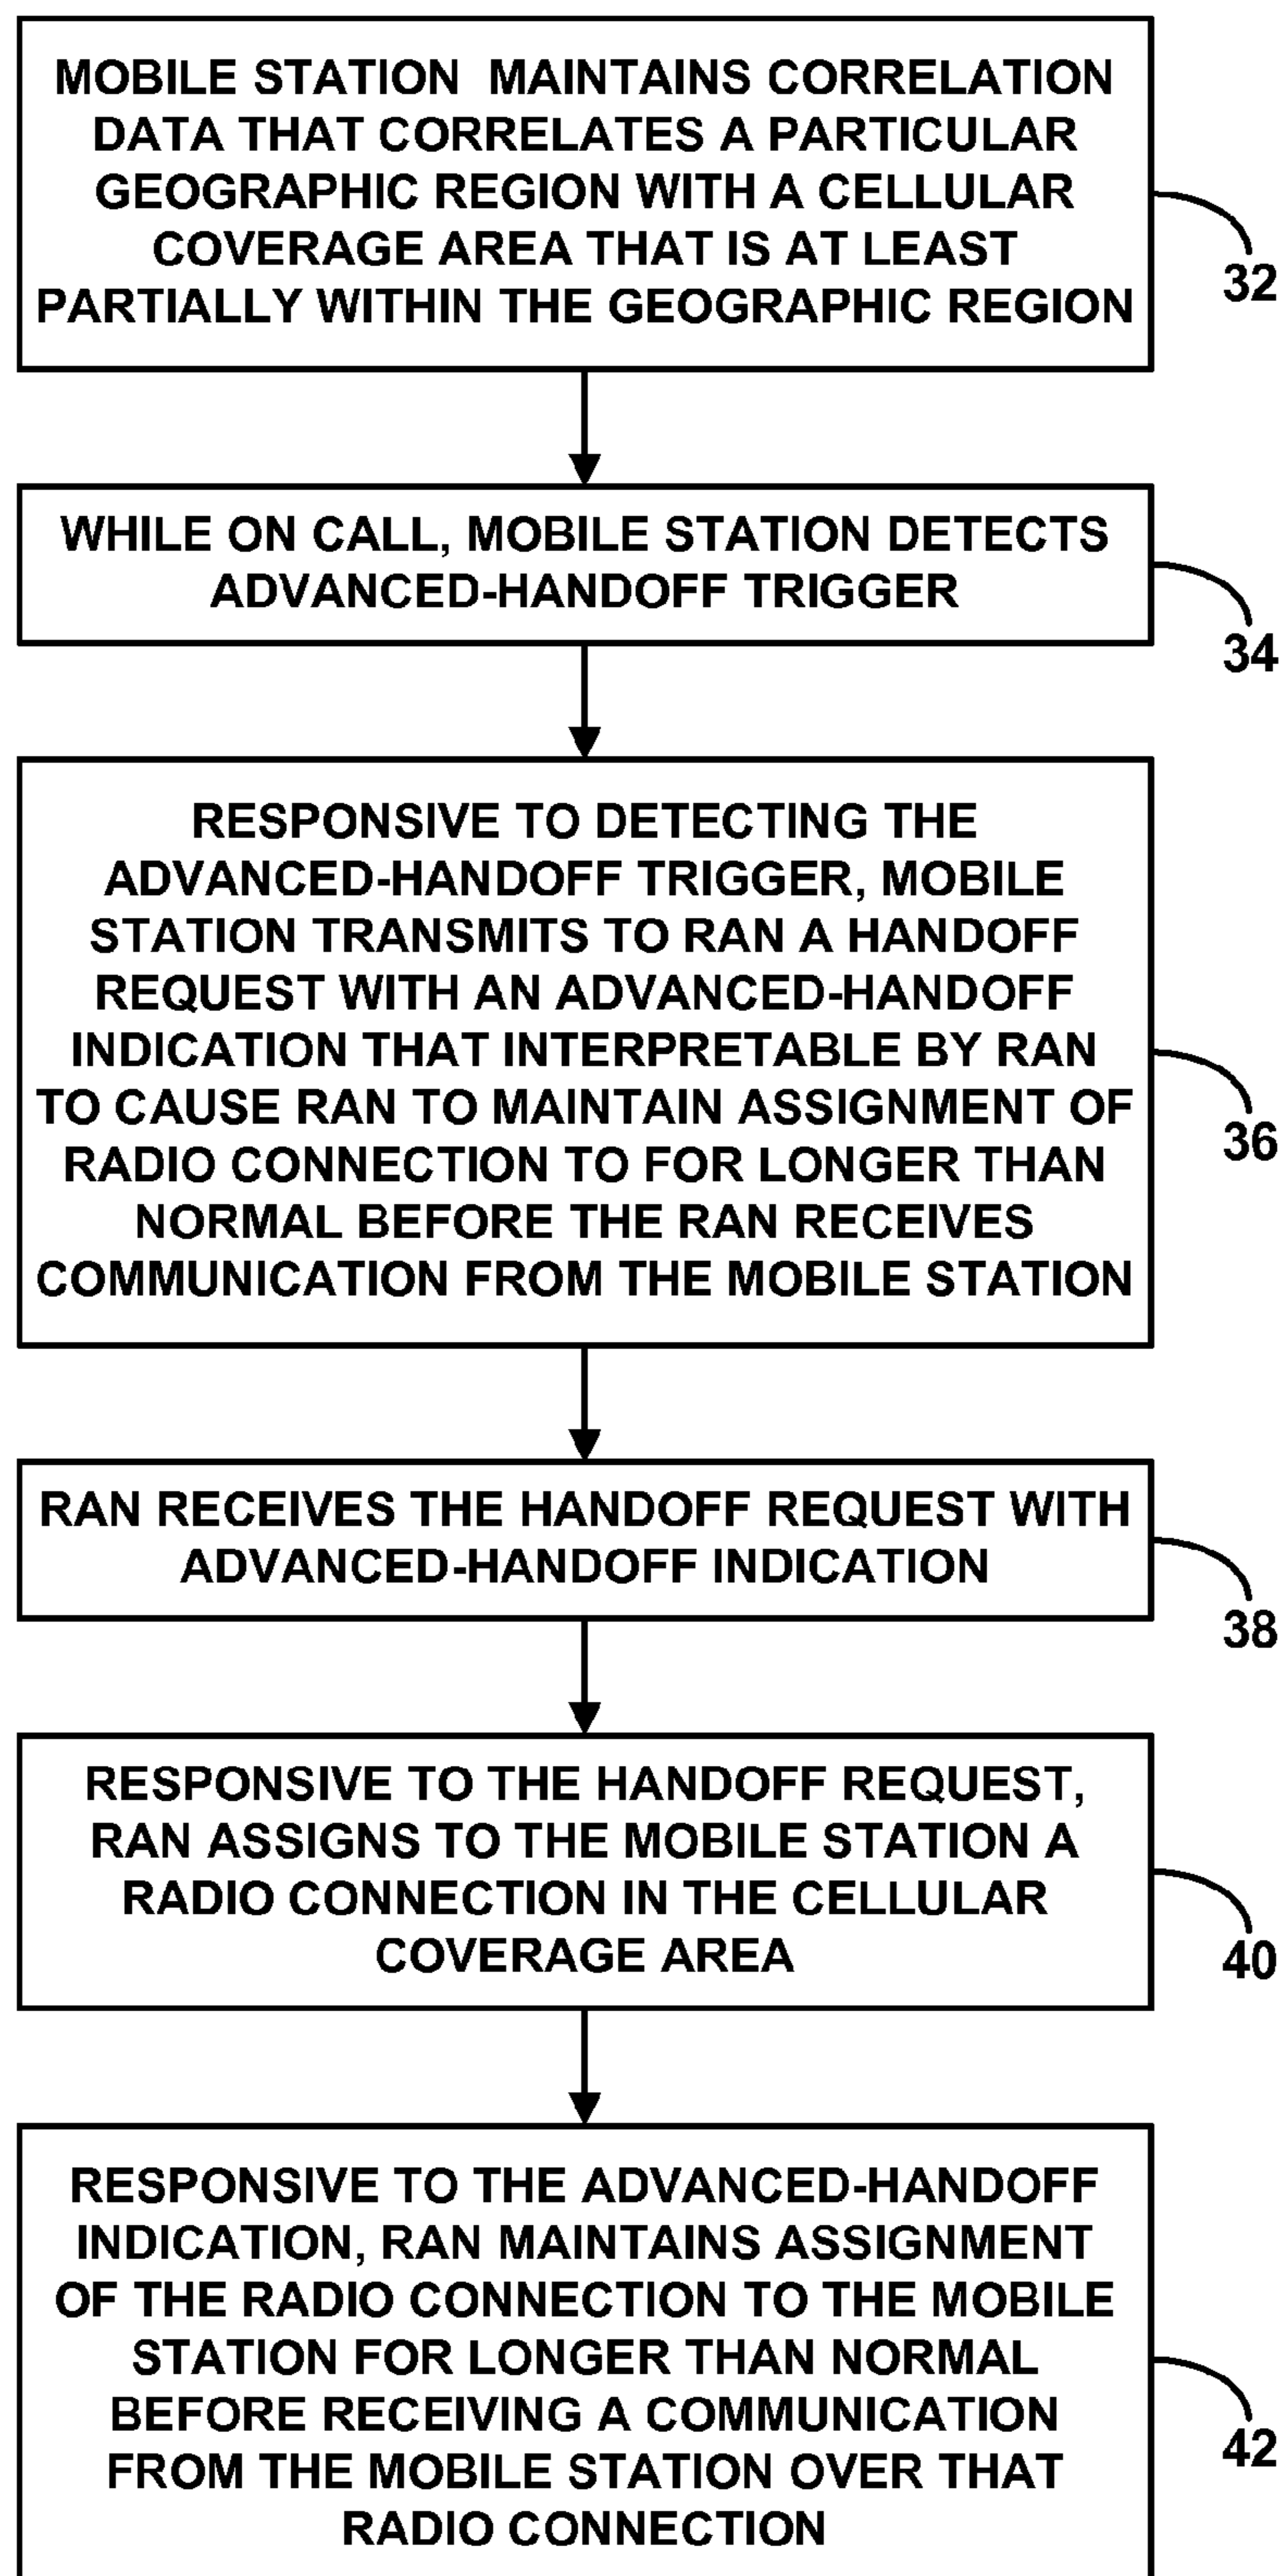 MOBILE STATION MAINTAINS CORRELATION
DATA THAT CORRELATES A PARTICULAR
GEOGRAPHIC REGION WITH A CELLULAR
COVERAGE AREA THAT IS AT LEAST
PARTIALLY WITHIN THE GEOGRAPHIC REGION
32
WHILE ON CALL, MOBILE STATION DETECTS
ADVANCED-HANDOFF TRIGGER
34
RESPONSIVE TO DETECTING THE
ADVANCED-HANDOFF TRIGGER, MOBILE
STATION TRANSMITS TO RAN A HANDOFF
REQUEST WITH AN ADVANCED-HANDOFF
INDICATION THAT INTERPRETABLE BY RAN
TO CAUSE RAN TO MAINTAIN ASSIGNMENT OF
RADIO CONNECTION TO FOR LONGER THAN
NORMAL BEFORE THE RAN RECEIVES
COMMUNICATION FROM THE MOBILE STATION
36
RAN RECEIVES THE HANDOFF REQUEST WITH
ADVANCED-HANDOFF INDICATION
38
RESPONSIVE TO THE HANDOFF REQUEST,
RAN ASSIGNS TO THE MOBILE STATION A
RADIO CONNECTION IN THE CELLULAR
COVERAGE AREA
40
RESPONSIVE TO THE ADVANCED-HANDOFF
INDICATION, RAN MAINTAINS ASSIGNMENT
OF THE RADIO CONNECTION TO THE MOBILE
STATION FOR LONGER THAN NORMAL
BEFORE RECEIVING A COMMUNICATION
FROM THE MOBILE STATION OVER THAT
RADIO CONNECTION
42